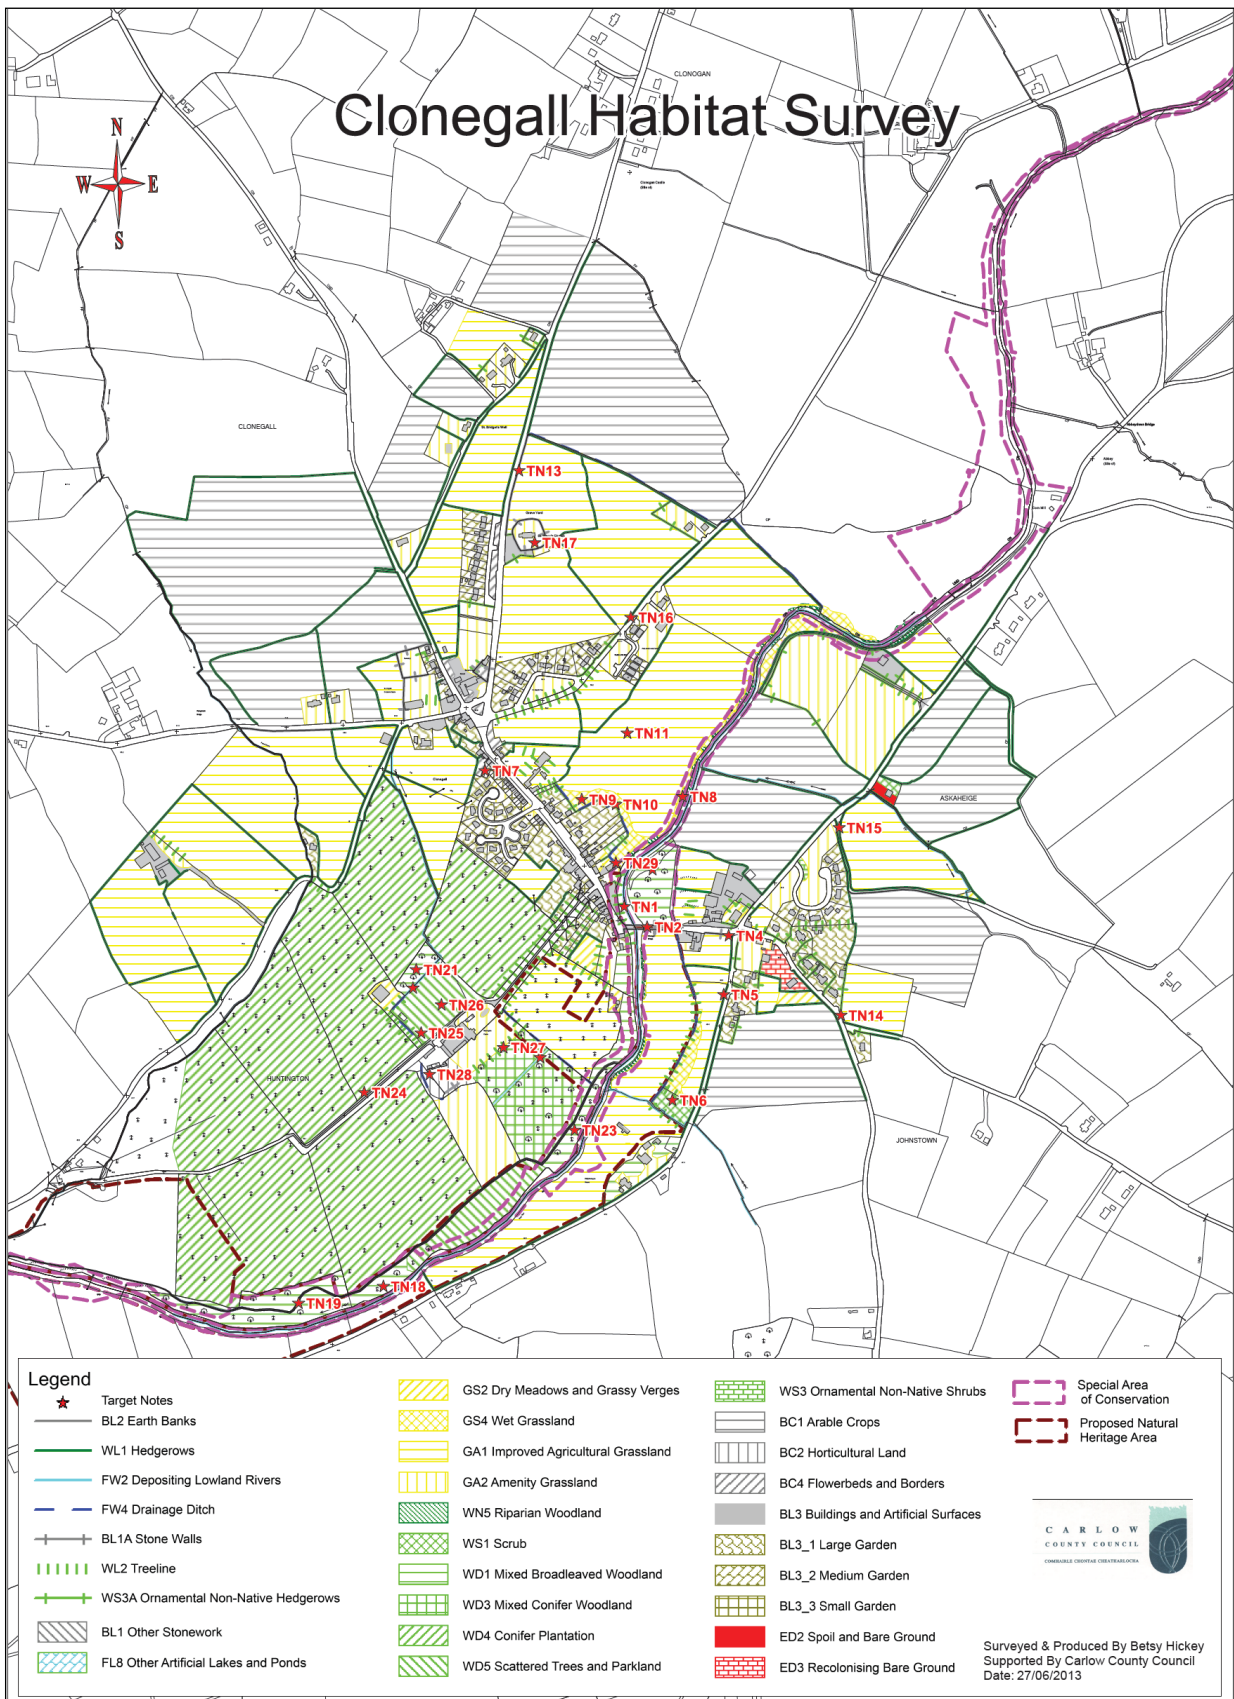 CLONOGAN
Clonegall Habitat Survey
N
W E
S
CLONEGALL
TN13
TN17
TN16
TN11
TN7
TN9
TN10
TN8
ASKAHEIGE
TN15
TN29
TN1
TN2
TN4
TN21
TN5
TN26
TN14
TN25
TN27
HUNTINGTON
TN28
TN24
TN6
TN23
JOHNSTOWN
TN18
TN19
Legend
Target Notes
BL2 Earth Banks
WL1 Hedgerows
FW2 Depositing Lowland Rivers
FW4 Drainage Ditch
BL1A Stone Walls
WL2 Treeline
WS3A Ornamental Non-Native Hedgerows
BL1 Other Stonework
FL8 Other Artificial Lakes and Ponds
GS2 Dry Meadows and Grassy Verges
GS4 Wet Grassland
GA1 Improved Agricultural Grassland
GA2 Amenity Grassland
WN5 Riparian Woodland
WS1 Scrub
WD1 Mixed Broadleaved Woodland
WD3 Mixed Conifer Woodland
WD4 Conifer Plantation
WD5 Scattered Trees and Parkland
WS3 Ornamental Non-Native Shrubs
BC1 Arable Crops
BC2 Horticultural Land
BC4 Flowerbeds and Borders
BL3 Buildings and Artificial Surfaces
BL3_1 Large Garden
BL3_2 Medium Garden
BL3_3 Small Garden
ED2 Spoil and Bare Ground
ED3 Recolonising Bare Ground
Special Area
of Conservation
Proposed Natural
Heritage Area
CARLOW
COUNTY COUNCIL
COMHAIRLE CHONTAE CHEATHARLOCHA
Surveyed & Produced By Betsy Hickey
Supported By Carlow County Council
Date: 27/06/2013